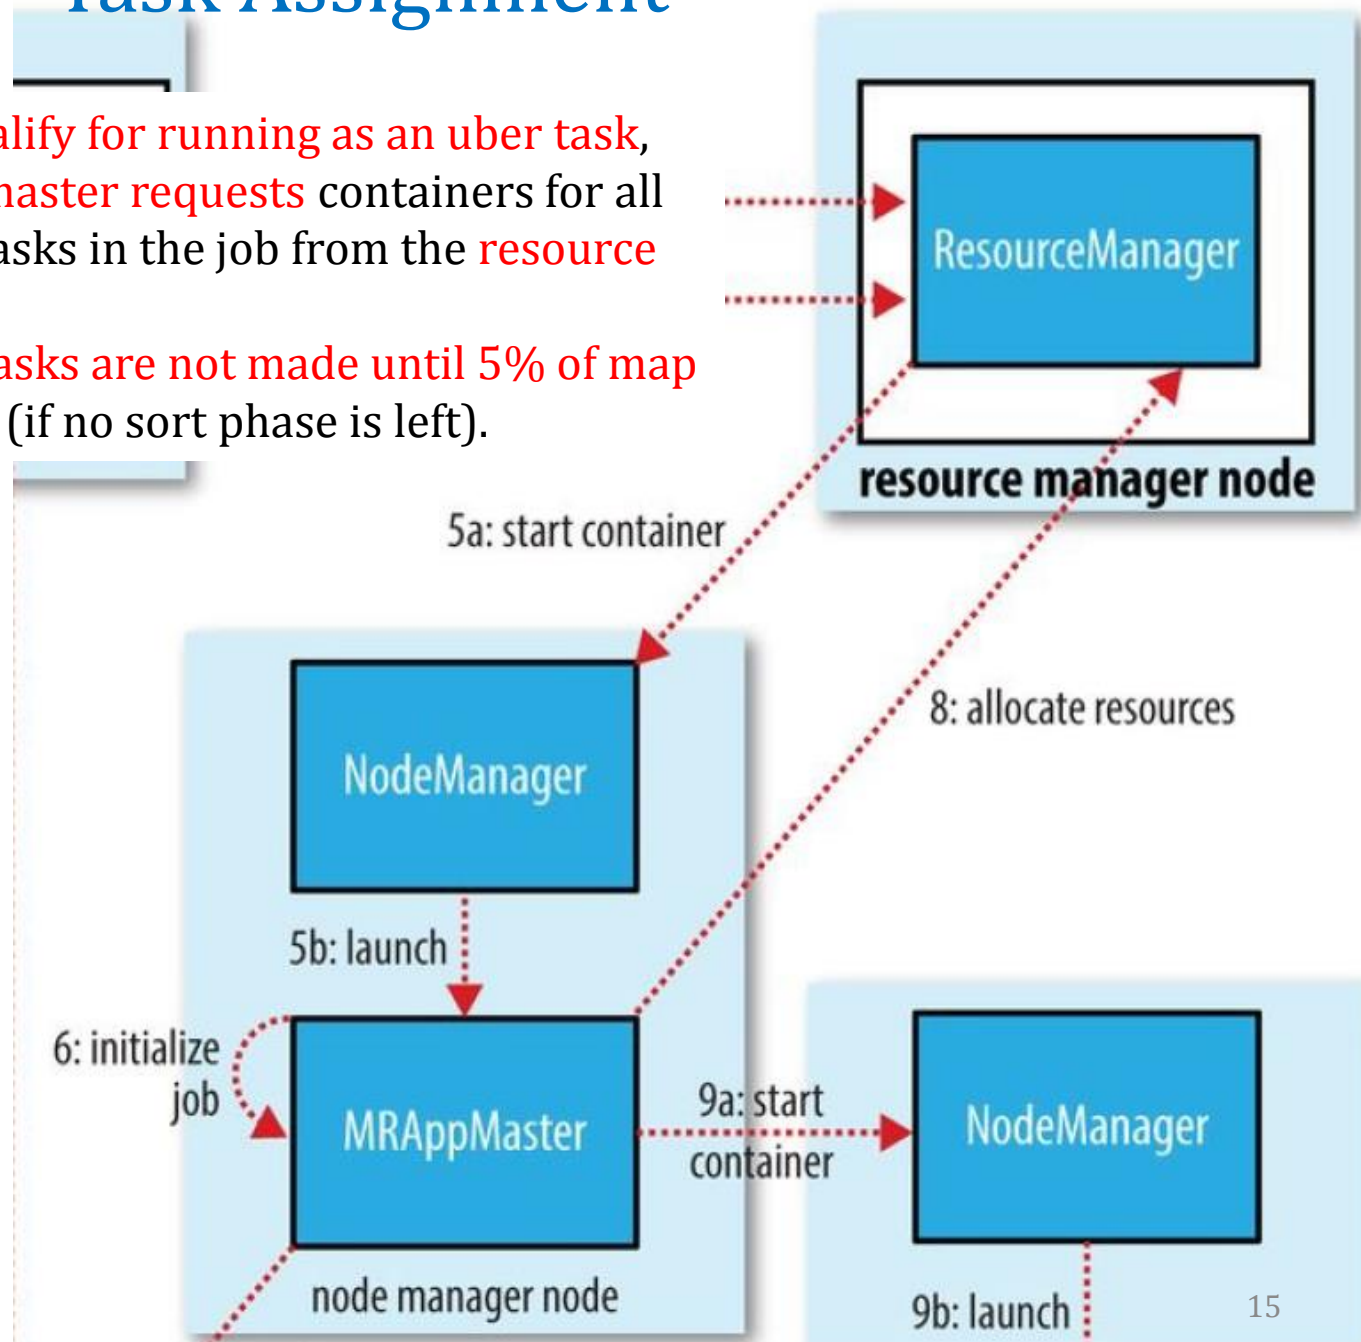 Task Assignment
alify for running as an uber task,
master requests containers for all
asks in the job from the resource
asks are not made until 5% of map
(if no sort phase is left).
ResourceManager
resource manager node
5a: start container
8: allocate resources
NodeManager
5b: launch
6: initialize
job
MRAppMaster
9a: start
container
NodeManager
node manager node
9b: launch
15